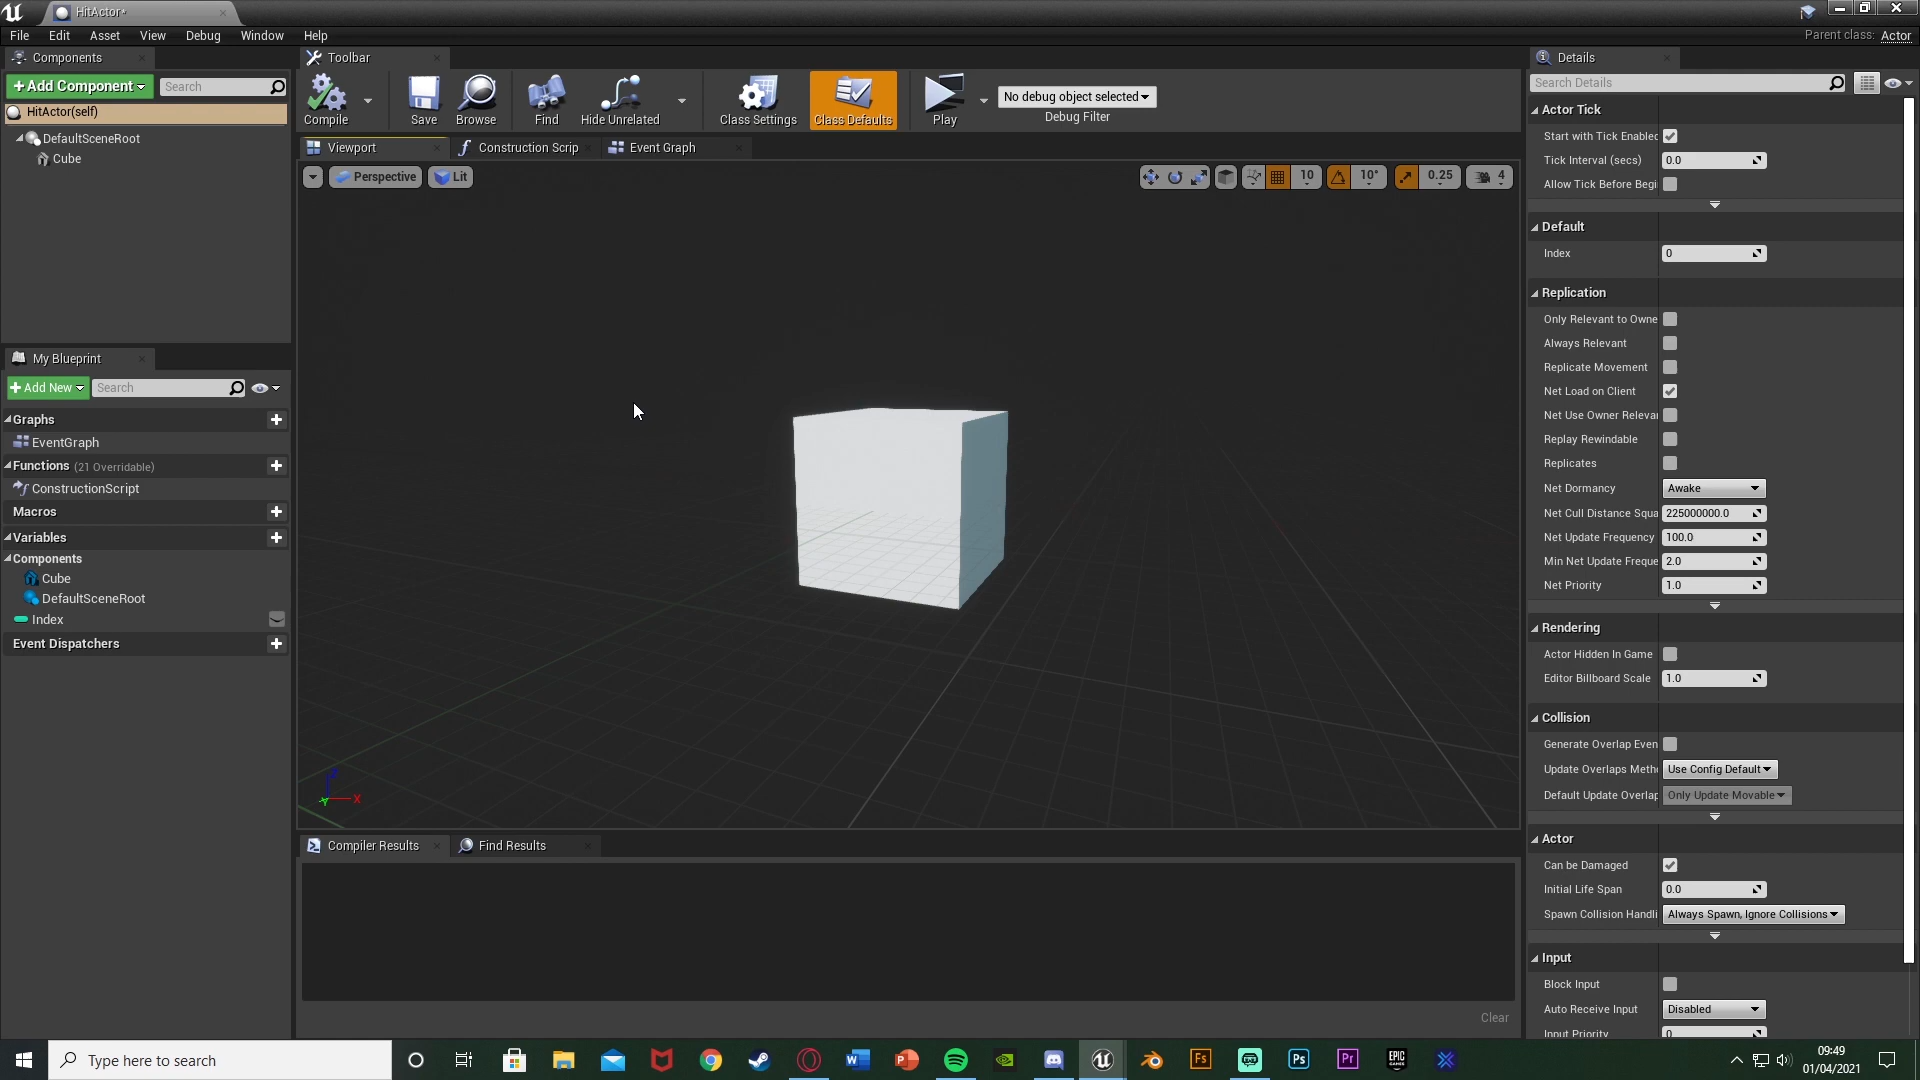 HitActor*
File Edit Asset View Debug Window Help
Parent class: Actor
Components
+Add Component
Search
HitActor(self)
DefaultSceneRoot
Cube
My Blueprint
+Add New
Search
Graphs
EventGraph
Functions (21 Overridable)
ConstructionScript
Macros
Variables
Components
Cube
DefaultSceneRoot
Index
Event Dispatchers
Toolbar
Compile
Save
Browse
Find
Hide Unrelated
Class Settings
Class Defaults
Play
No debug object selected
Debug Filter
Viewport
Construction Scrip
Event Graph
Perspective
Lit
10
10°
0.25
4
X
Compiler Results
Find Results
Clear
Details
Search Details
Actor Tick
Start with Tick Enabled
Tick Interval (secs) 0.0
Allow Tick Before Begi
Default
Index 0
Replication
Only Relevant to Owne
Always Relevant
Replicate Movement
Net Load on Client
Net Use Owner Releva
Replay Rewindable
Replicates
Net Dormancy Awake
Net Cull Distance Squa 225000000.0
Net Update Frequency 100.0
Min Net Update Freque 2.0
Net Priority 1.0
Rendering
Actor Hidden In Game
Editor Billboard Scale 1.0
Collision
Generate Overlap Even
Update Overlaps Meth Use Config Default
Default Update Overlap Only Update Movable
Actor
Can be Damaged
Initial Life Span 0.0
Spawn Collision Handli Always Spawn, Ignore Collisions
Input
Block Input
Auto Receive Input Disabled
Input Priority 0
Type here to search
Fs
Ps
Pr
EPIC GAMES
09:49
01/04/2021